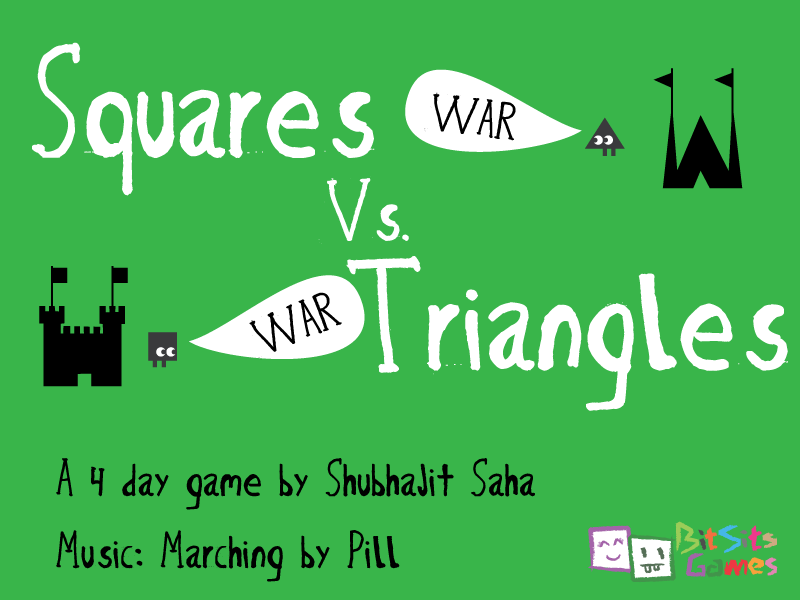 Squares
WAR
Vs.
WAR
Triangles
A 4 day game by Shubhajit Saha
Music: Marching by Pill
BitSits
Games